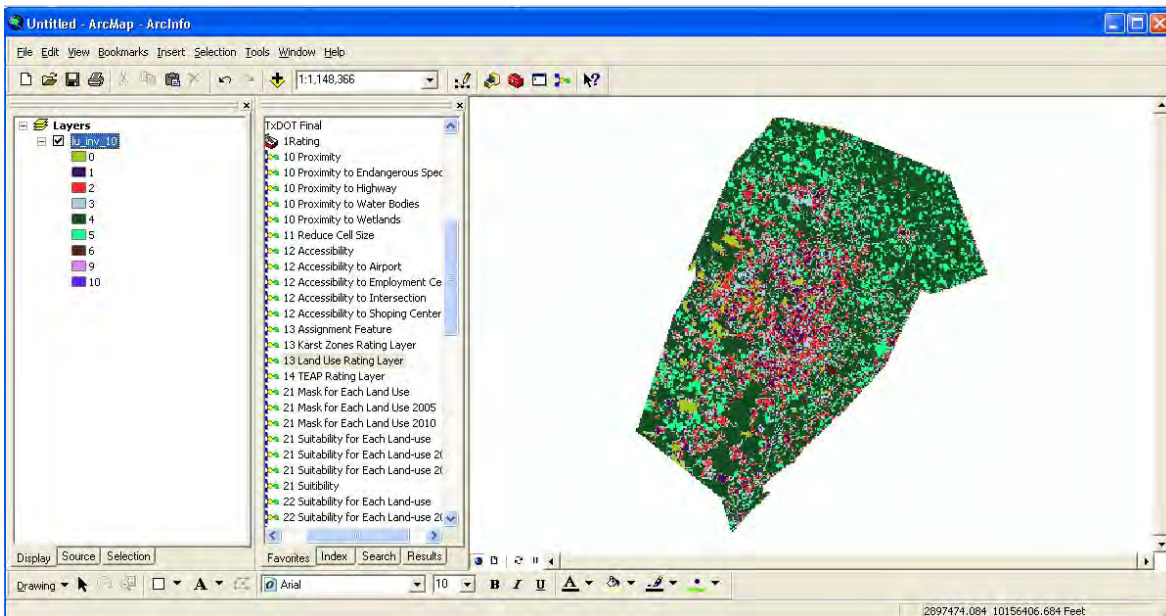 Untitled - ArcMap - ArcInfo
File Edit View Bookmarks Insert Selection Tools Window Help
1:1,148,366
Layers
lu_inv_10
0
1
2
3
4
5
6
9
10
Display Source Selection
TxDOT Final
1Rating
10 Proximity
10 Proximity to Endangerous Spec
10 Proximity to Highway
10 Proximity to Water Bodies
10 Proximity to Wetlands
11 Reduce Cell Size
12 Accessibility
12 Accessibility to Airport
12 Accessibility to Employment Ce
12 Accessibility to Intersection
12 Accessibility to Shoping Center
13 Assignment Feature
13 Karst Zones Rating Layer
13 Land Use Rating Layer
14 TEAP Rating Layer
21 Mask for Each Land Use
21 Mask for Each Land Use 2005
21 Mask for Each Land Use 2010
21 Suitability for Each Land-use
21 Suitability for Each Land-use 20
21 Suitability for Each Land-use 20
21 Suitibility
22 Suitability for Each Land-use
22 Suitability for Each Land-use 20
Favorites Index Search Results
Drawing A Arial 10 B I U A
2897474.084 10156406.684 Feet